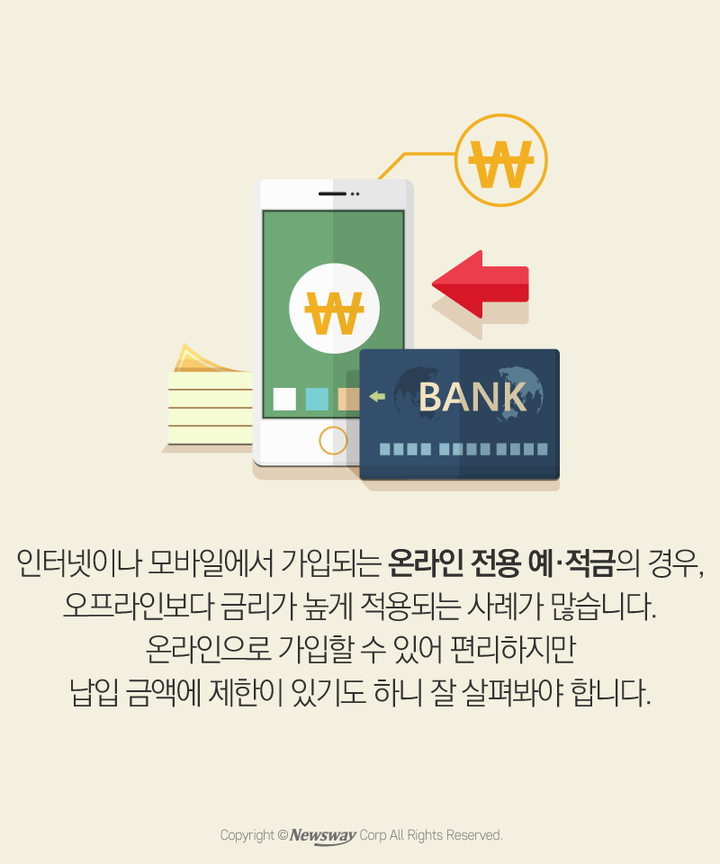 ₩
₩
BANK
인터넷이나 모바일에서 가입되는 온라인 전용 예·적금의 경우,
오프라인보다 금리가 높게 적용되는 사례가 많습니다.
온라인으로 가입할 수 있어 편리하지만
납입 금액에 제한이 있기도 하니 잘 살펴봐야 합니다.
Copyright © Newsway Corp All Rights Reserved.